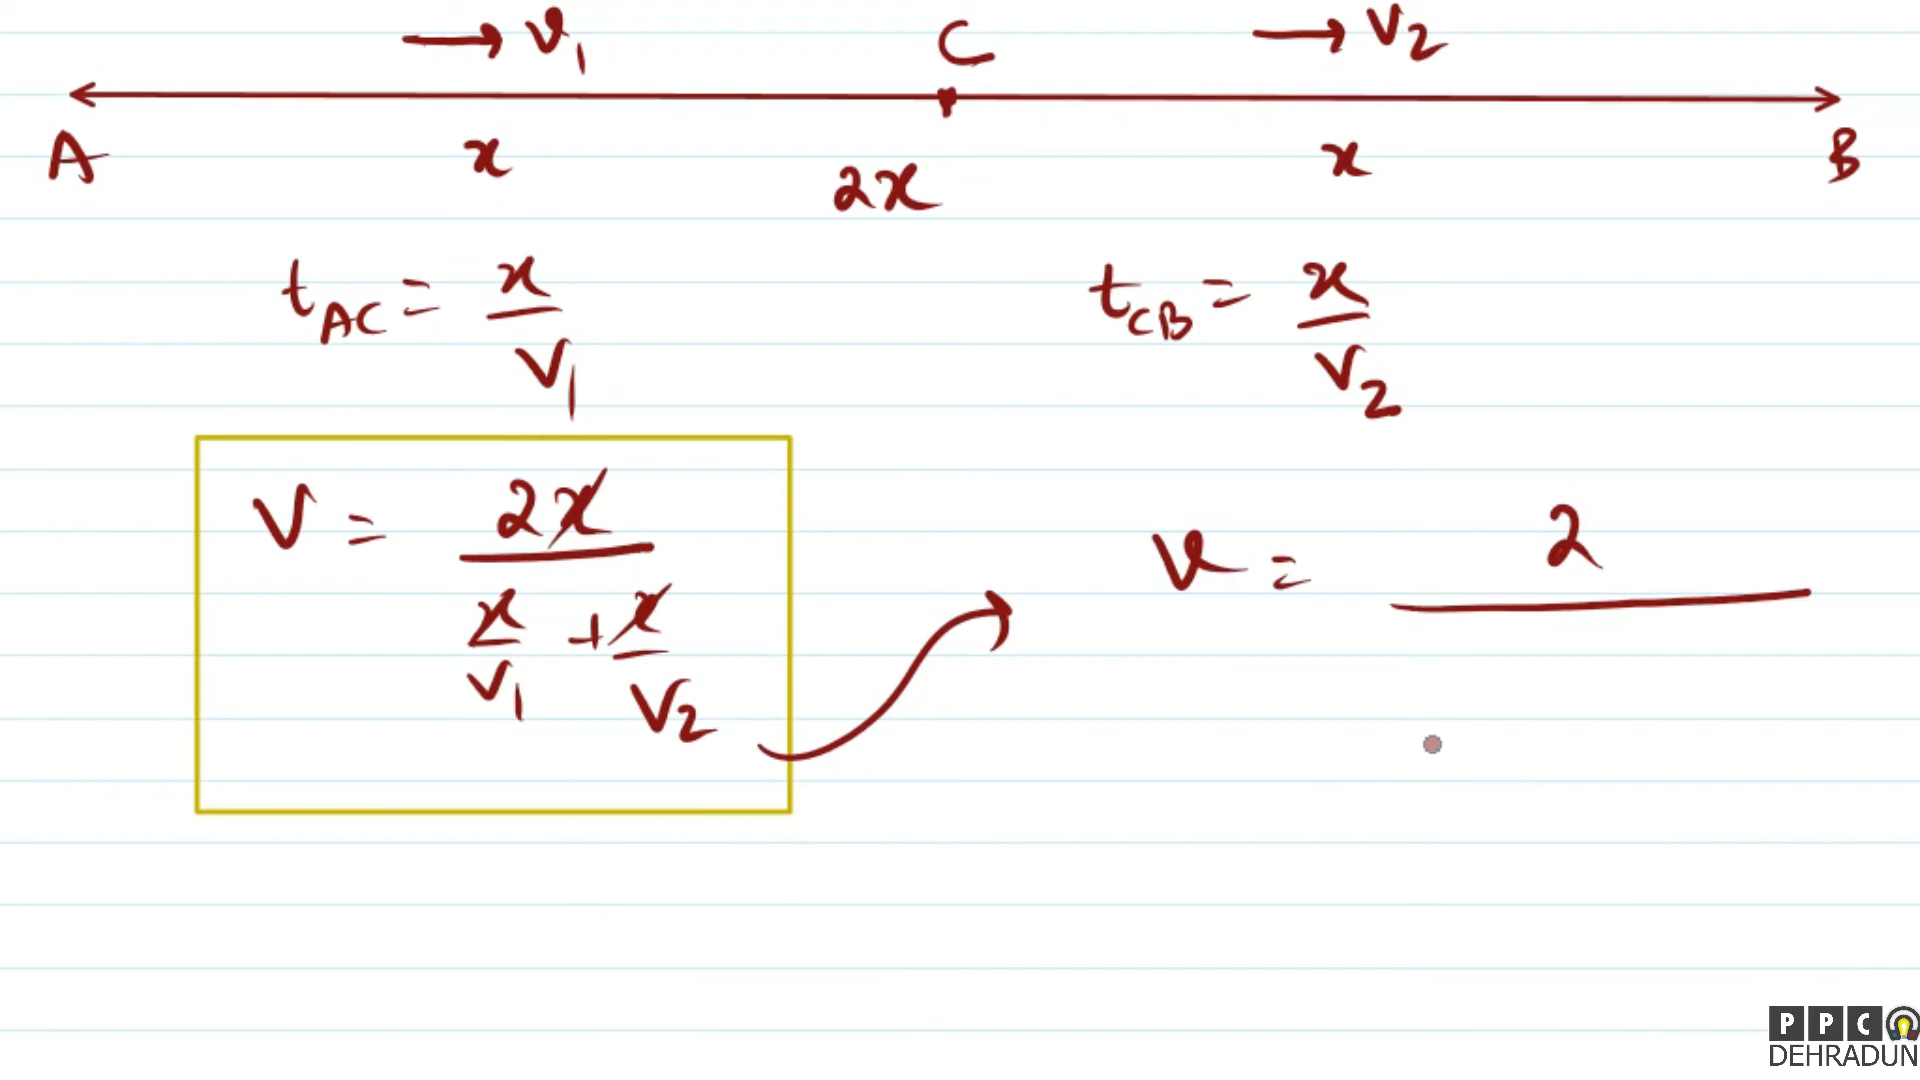 → v₁ C → v₂
A x 2x x B
t_AC = x/v₁ t_CB = x/v₂
V = 2x / (x/v₁ + x/v₂) v = 2
PPC
DEHRADUN